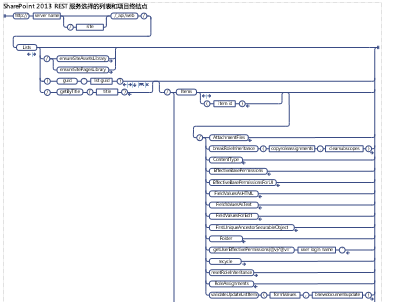 SharePoint 2013 REST 服务选择的列表和项目终结点
http:// server name / _api/web /
/ site
Lists
ensureSiteAssetsLibrary
ensureSitePagesLibrary
( guid ' list guid ' )
/ getByTitle ( ' title ' ) / Items
( item id )
/
AttachmentFiles
breakRoleInheritance ( copyroleassignments , clearsubscopes )
ContentType
EffectiveBasePermissions
EffectiveBasePermissionsForUI
FieldValuesAsHTML
FieldValuesAsText
FieldValuesForEdit
FirstUniqueAncestorSecurableObject
Folder
getUserEffectivePermissions(@v)?@v= user login name '
recycle
resetRoleInheritance
RoleAssignments
validateUpdateListItem ( formValues , bNewDocumentUpdate )